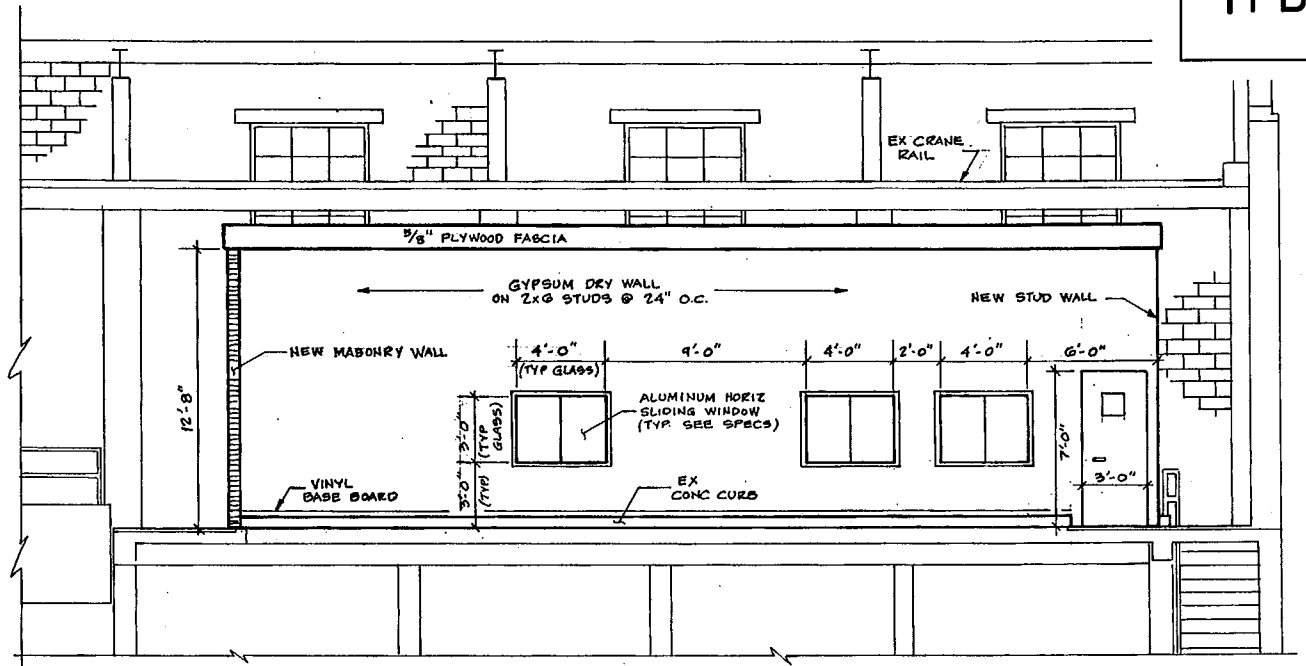 EX CRANE
RAIL
5/8" PLYWOOD FASCIA
GYPSUM DRY WALL
ON 2x6 STUDS @ 24" O.C.
NEW STUD WALL
NEW MASONRY WALL
4'-0"
(TYP GLASS)
9'-0"
4'-0"
2'-0"
4'-0"
6'-0"
12'-8"
3'-0"
(TYP
GLASS)
ALUMINUM HORIZ
SLIDING WINDOW
(TYP. SEE SPECS)
7'-0"
3'-0"
3'-0"
(TYP)
VINYL
BASE BOARD
EX
CONC CURB